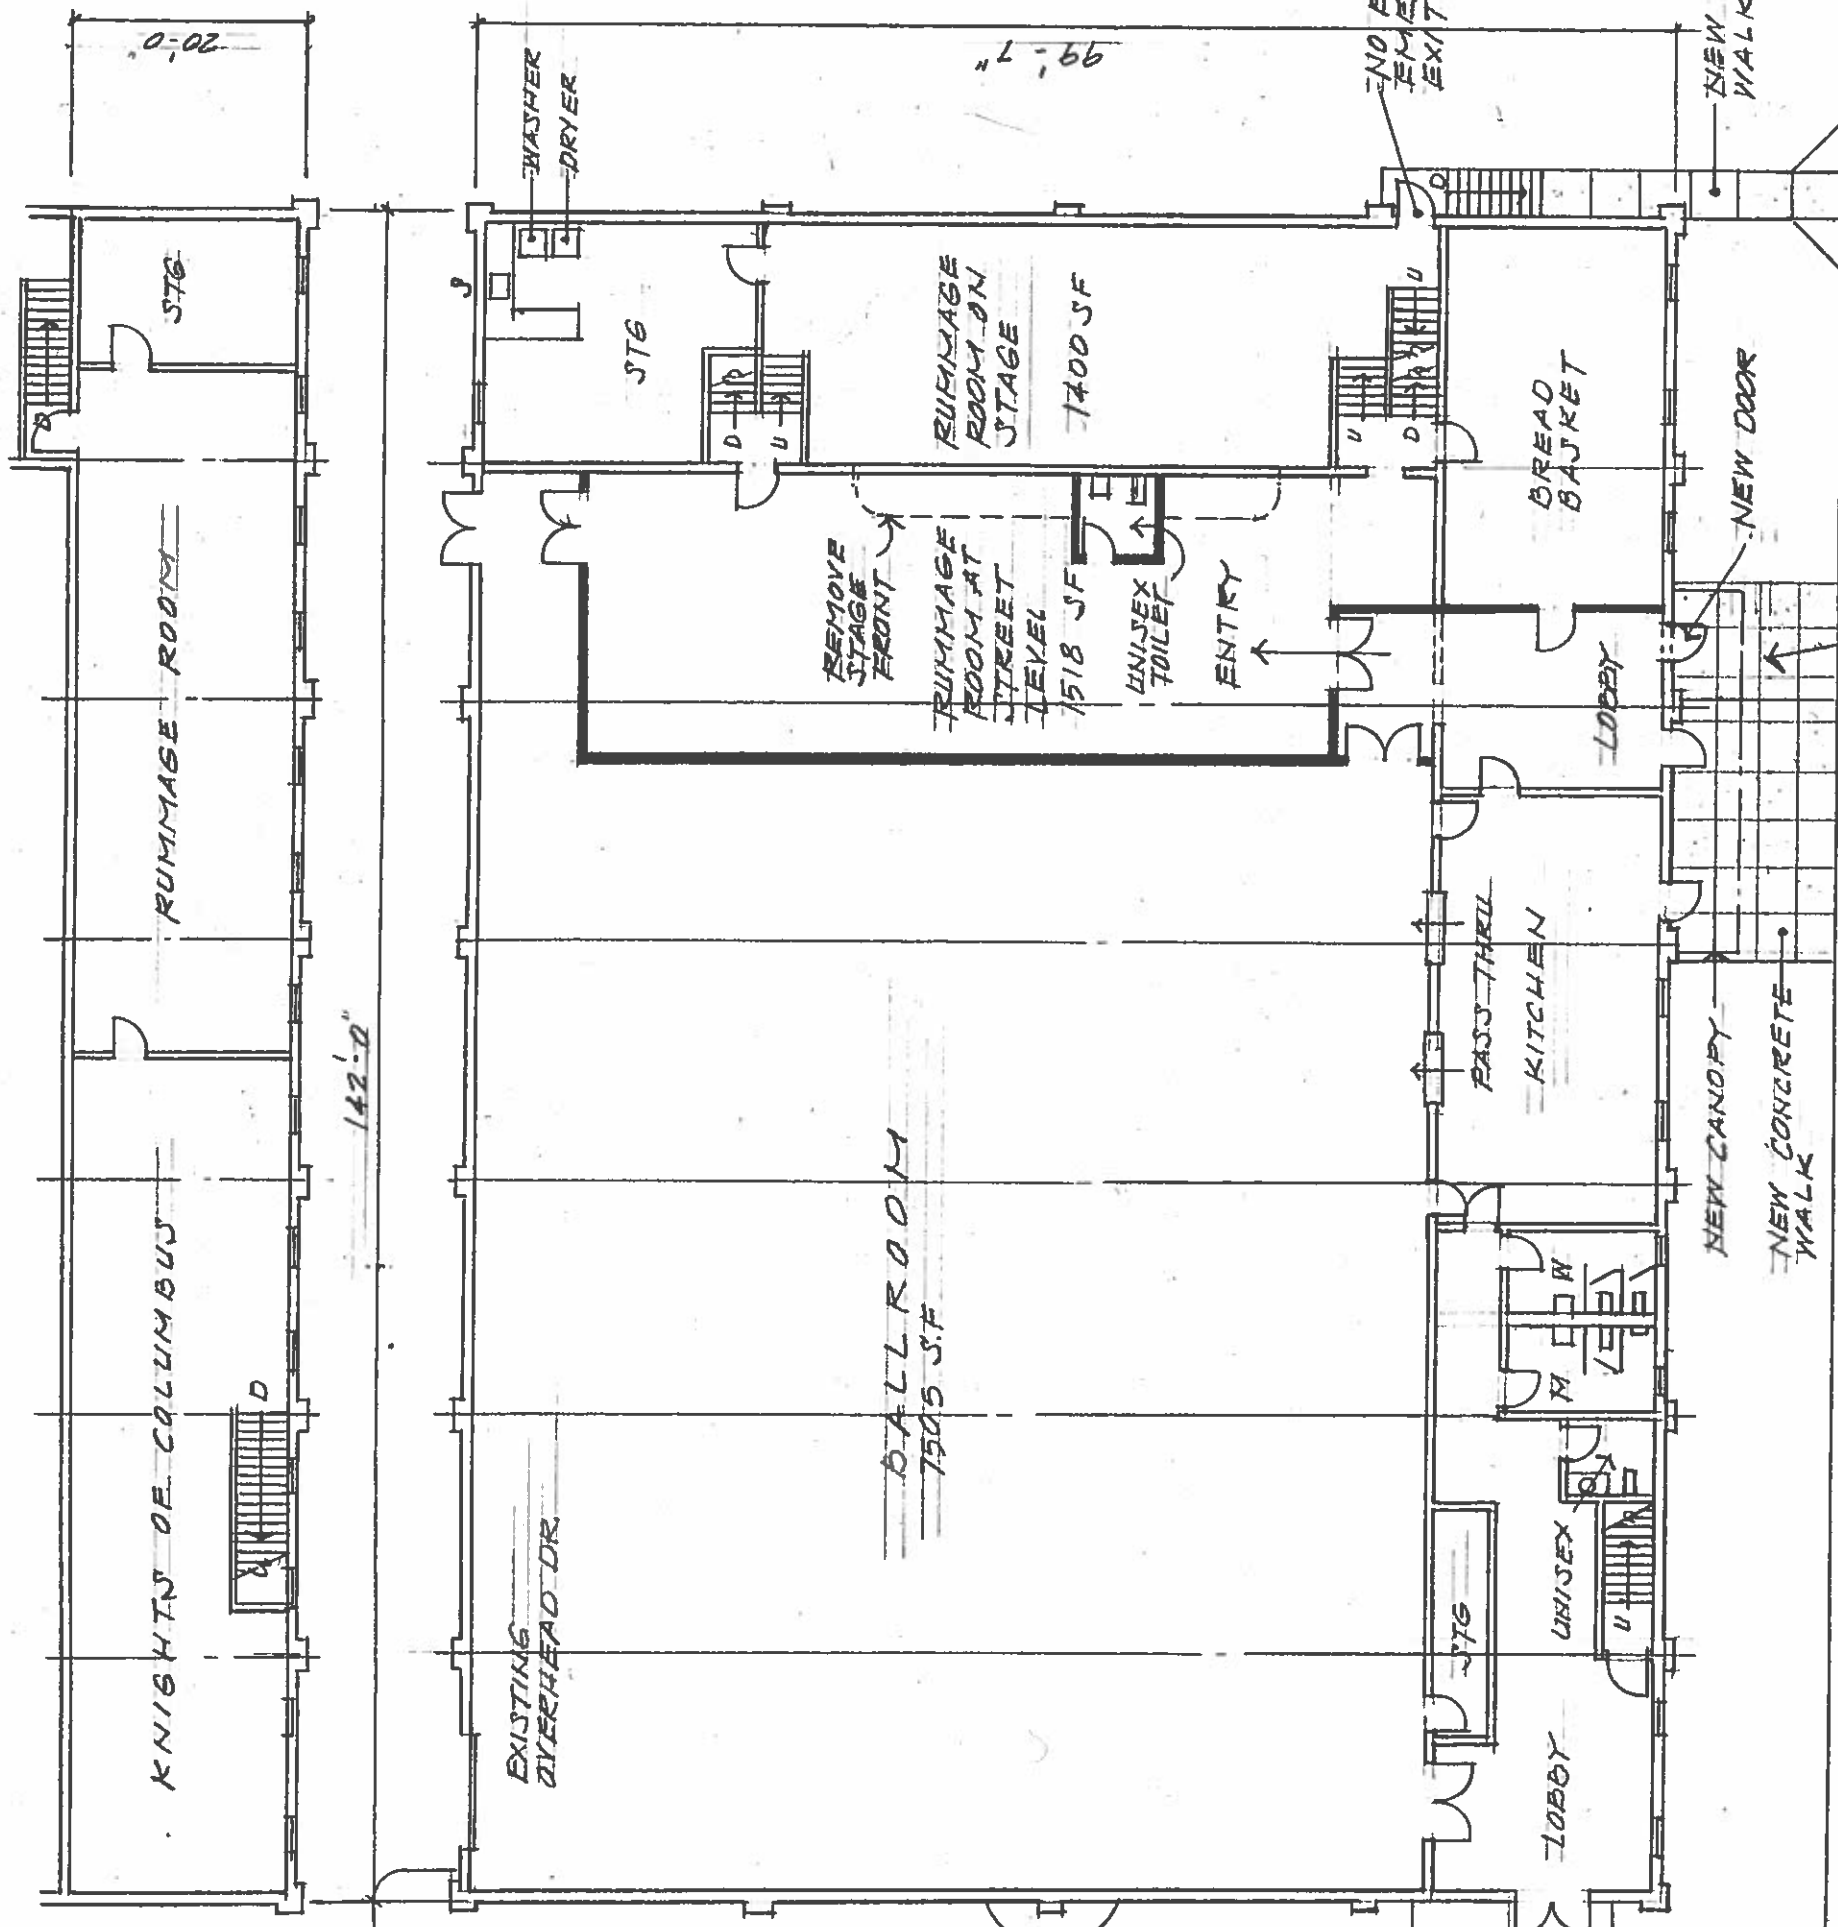 20'-0"
STG
RUMMAGE ROOM
KNIGHTS OF COLUMBUS
D
D
142'-0"
99'-7"
WASHER
DRYER
S
STG
D
U
RUMMAGE
ROOM ON
STAGE
1400 SF
U
D
U
D
REMOVE
STAGE
FRONT
RUMMAGE
ROOM AT
STREET
LEVEL
1518 SF
UNISEX
TOILET
ENTRY
BREAD
BASKET
LOBBY
NEW DOOR
NEW
WALK
EXIT
EXISTING
OVERHEAD DR.
BALLROOM
7505 S.F
PASS THRU
KITCHEN
NEW CANOPY
NEW CONCRETE
WALK
W
M
UNISEX
U
STG
LOBBY